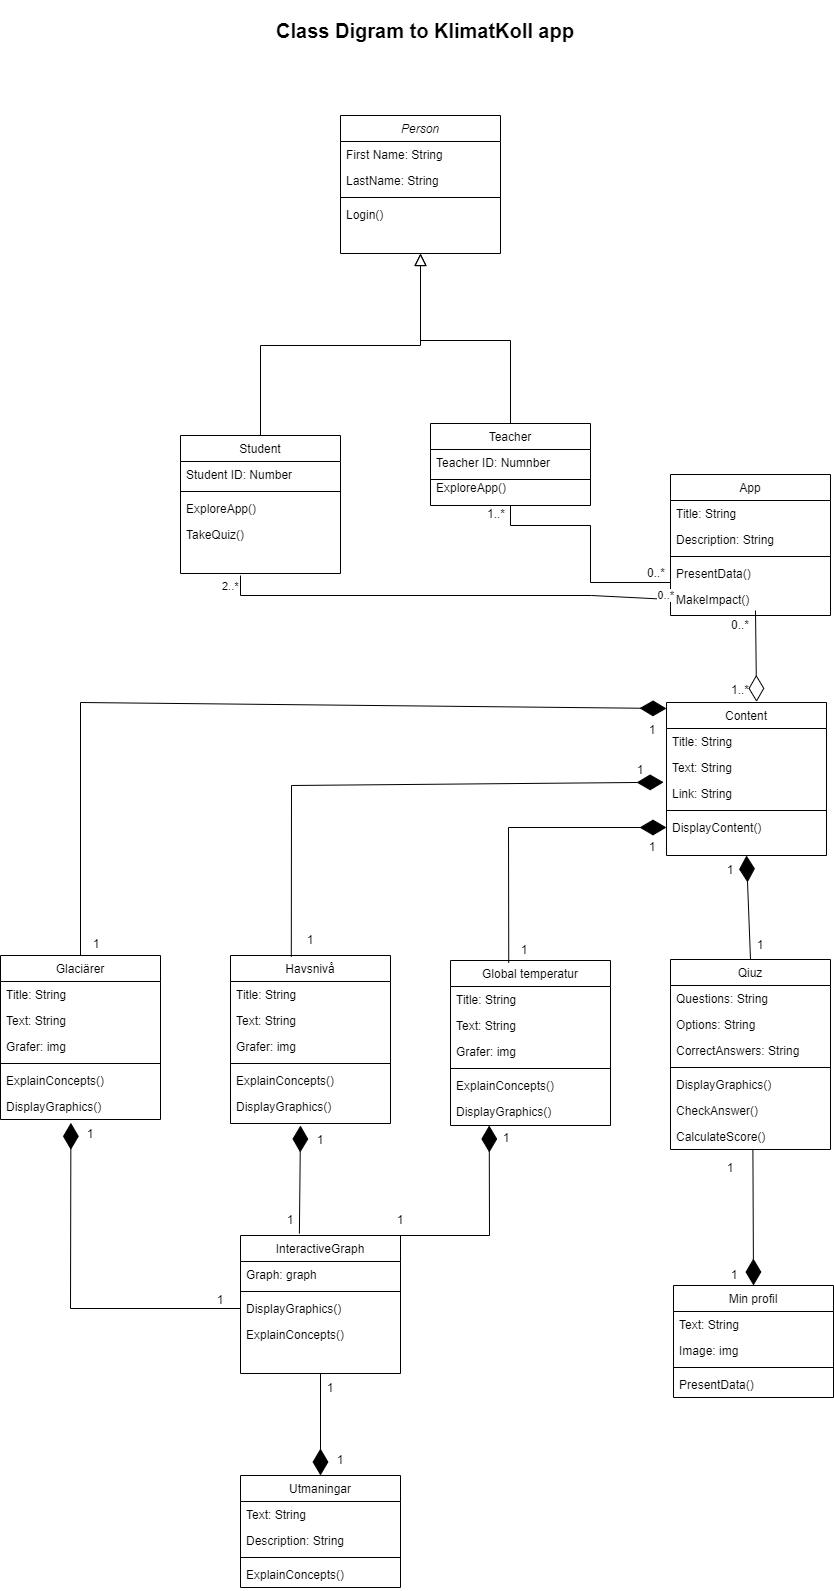 Class Digram to KlimatKoll app
Person
First Name: String
LastName: String
Login()
Student
Student ID: Number
ExploreApp()
TakeQuiz()
2..*
Teacher
Teacher ID: Numnber
ExploreApp()
1..*
0..*
0..*
App
Title: String
Description: String
PresentData()
MakeImpact()
0..*
1..*
Content
Title: String
Text: String
Link: String
DisplayContent()
1
1
1
1
1
1
1
1
Glaciärer
Title: String
Text: String
Grafer: img
ExplainConcepts()
DisplayGraphics()
1
Havsnivå
Title: String
Text: String
Grafer: img
ExplainConcepts()
DisplayGraphics()
1
Global temperatur
Title: String
Text: String
Grafer: img
ExplainConcepts()
DisplayGraphics()
1
Qiuz
Questions: String
Options: String
CorrectAnswers: String
DisplayGraphics()
CheckAnswer()
CalculateScore()
1
1
1
1
InteractiveGraph
Graph: graph
DisplayGraphics()
ExplainConcepts()
1
1
Min profil
Text: String
Image: img
PresentData()
1
Utmaningar
Text: String
Description: String
ExplainConcepts()